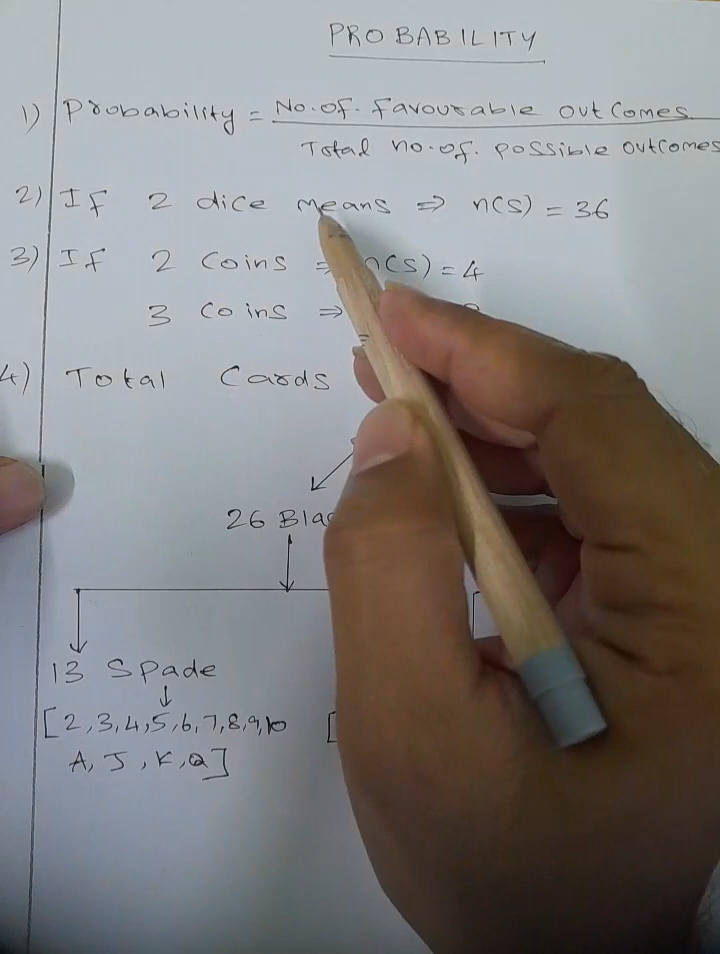 PROBABILITY
1) Probability = No.of. favourable outcomes
Total no.of. possible outcomes
2) If 2 dice means ⇒ n(s) = 36
3) If 2 coins ⇒ n(s) = 4
3 coins ⇒
4) Total Cards
26
13 Spade
[2,3,4,5,6,7,8,9,10
A, J, K, Q]